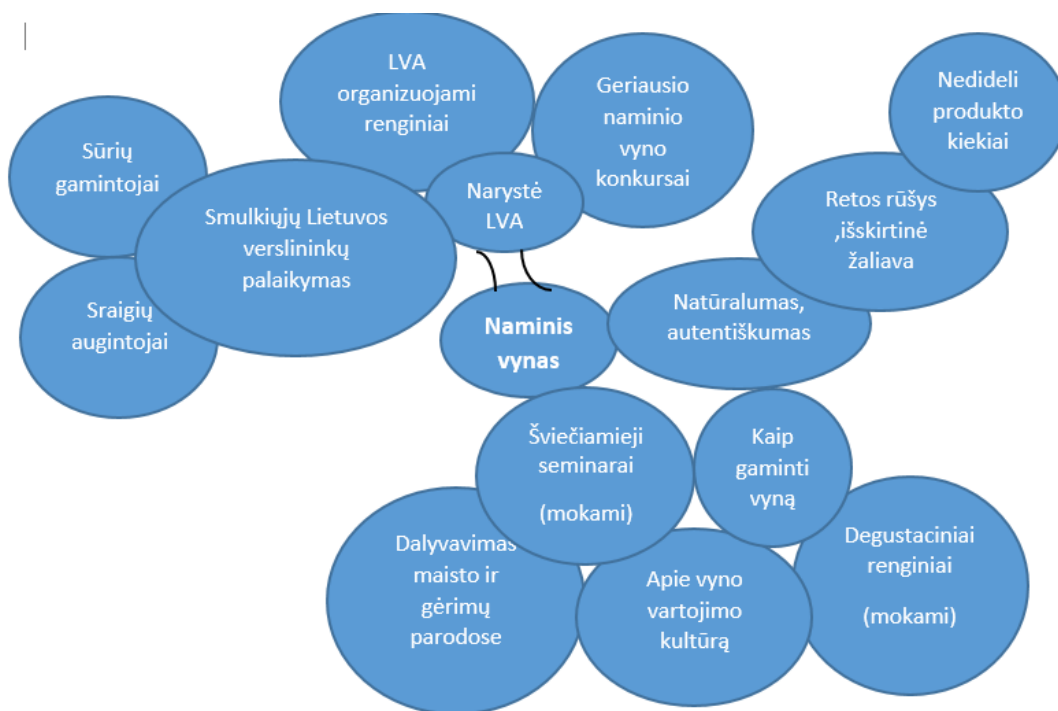 LVA
organizuojami
renginiai
Geriausio
naminio
vyno
konkursai
Nedideli
produkto
kiekiai
Sūrių
gamintojai
Smulkiųjų Lietuvos
verslininkų
palaikymas
Narystė
LVA
Retos rūšys
,išskirtinė
žaliava
Sraigių
augintojai
Naminis
vynas
Natūralumas,
autentiškumas
Šviečiamieji
seminarai
(mokami)
Kaip
gaminti
vyną
Dalyvavimas
maisto ir
gėrimų
parodose
Apie vyno
vartojimo
kultūrą
Degustaciniai
renginiai
(mokami)